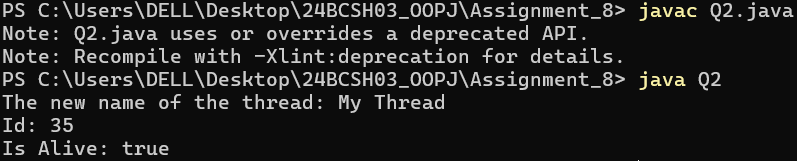 PS C:\Users\DELL\Desktop\24BCSH03_OOPJ\Assignment_8> javac Q2.java
Note: Q2.java uses or overrides a deprecated API.
Note: Recompile with -Xlint:deprecation for details.
PS C:\Users\DELL\Desktop\24BCSH03_OOPJ\Assignment_8> java Q2
The new name of the thread: My Thread
Id: 35
Is Alive: true